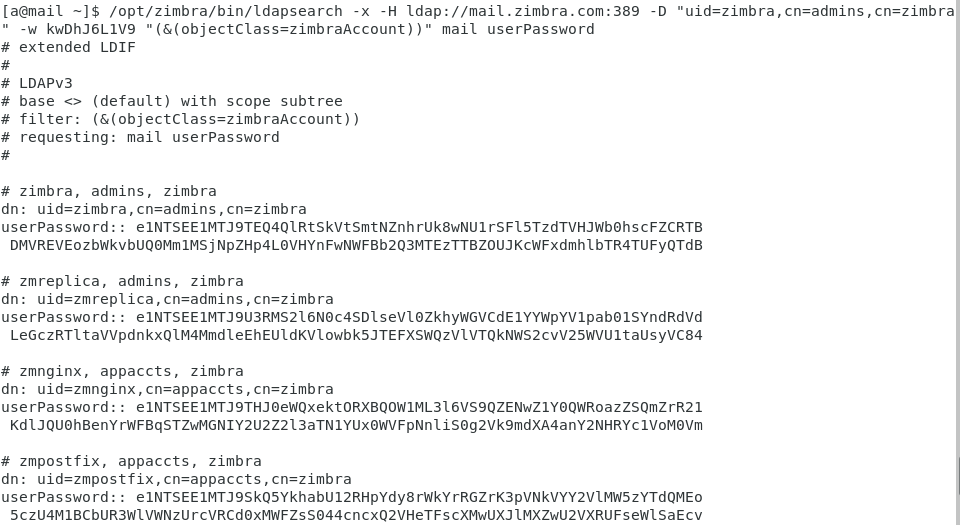 [a@mail ~]$ /opt/zimbra/bin/ldapsearch -x -H ldap://mail.zimbra.com:389 -D "uid=zimbra,cn=admins,cn=zimbra
" -w kwDhJ6L1V9 "(&(objectClass=zimbraAccount))" mail userPassword
# extended LDIF
#
# LDAPv3
# base <> (default) with scope subtree
# filter: (&(objectClass=zimbraAccount))
# requesting: mail userPassword
#
# zimbra, admins, zimbra
dn: uid=zimbra,cn=admins,cn=zimbra
userPassword:: e1NTSEE1MTJ9TEQ4QlRtSkVtSmtNZnhrUk8wNU1rSFl5TzdTVHJWb0hscFZCRTB
 DMVREVEozbWkvbUQ0Mm1MSjNpZHp4L0VHYnFwNWFBb2Q3MTEzTTBZOUJKcWFxdmhlbTR4TUFyQTdB
# zmreplica, admins, zimbra
dn: uid=zmreplica,cn=admins,cn=zimbra
userPassword:: e1NTSEE1MTJ9U3RMS2l6N0c4SDlseVl0ZkhyWGVCdE1YYWpYV1pab01SYndRdVd
 LeGczRTltaVVpdnkxQlM4MmdleEhEUldKVlowbk5JTEFXSWQzVlVTQkNWS2cvV25WVU1taUsyVC84
# zmnginx, appaccts, zimbra
dn: uid=zmnginx,cn=appaccts,cn=zimbra
userPassword:: e1NTSEE1MTJ9THJ0eWQxektORXBQOW1ML3l6VS9QZENwZ1Y0QWRoazZSQmZrR21
 KdlJQU0hBenYrWFBqSTZwMGNIY2U2Z2l3aTN1YUx0WVFpNnliS0g2Vk9mdXA4anY2NHRYc1VoM0Vm
# zmpostfix, appaccts, zimbra
dn: uid=zmpostfix,cn=appaccts,cn=zimbra
userPassword:: e1NTSEE1MTJ9SkQ5YkhabU12RHpYdy8rWkYrRGZrK3pVNkVYY2VlMW5zYTdQMEo
 5czU4M1BCbUR3WlVWNzUrcVRCd0xMWFZsS044cncxQ2VHeTFscXMwUXJlMXZwU2VXRUFseWlSaEcv